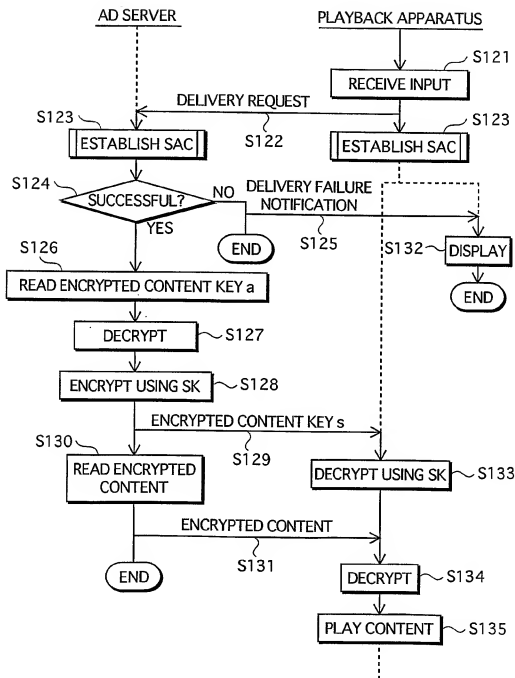 AD SERVER
PLAYBACK APPARATUS
S121
RECEIVE INPUT
DELIVERY REQUEST
S122
S123
ESTABLISH SAC
S123
ESTABLISH SAC
S124
SUCCESSFUL?
NO
YES
DELIVERY FAILURE
NOTIFICATION
S125
END
S132
DISPLAY
END
S126
READ ENCRYPTED CONTENT KEY a
DECRYPT
S127
ENCRYPT USING SK
S128
ENCRYPTED CONTENT KEY s
S129
S130
READ ENCRYPTED
CONTENT
DECRYPT USING SK
S133
ENCRYPTED CONTENT
S131
END
DECRYPT
S134
PLAY CONTENT
S135